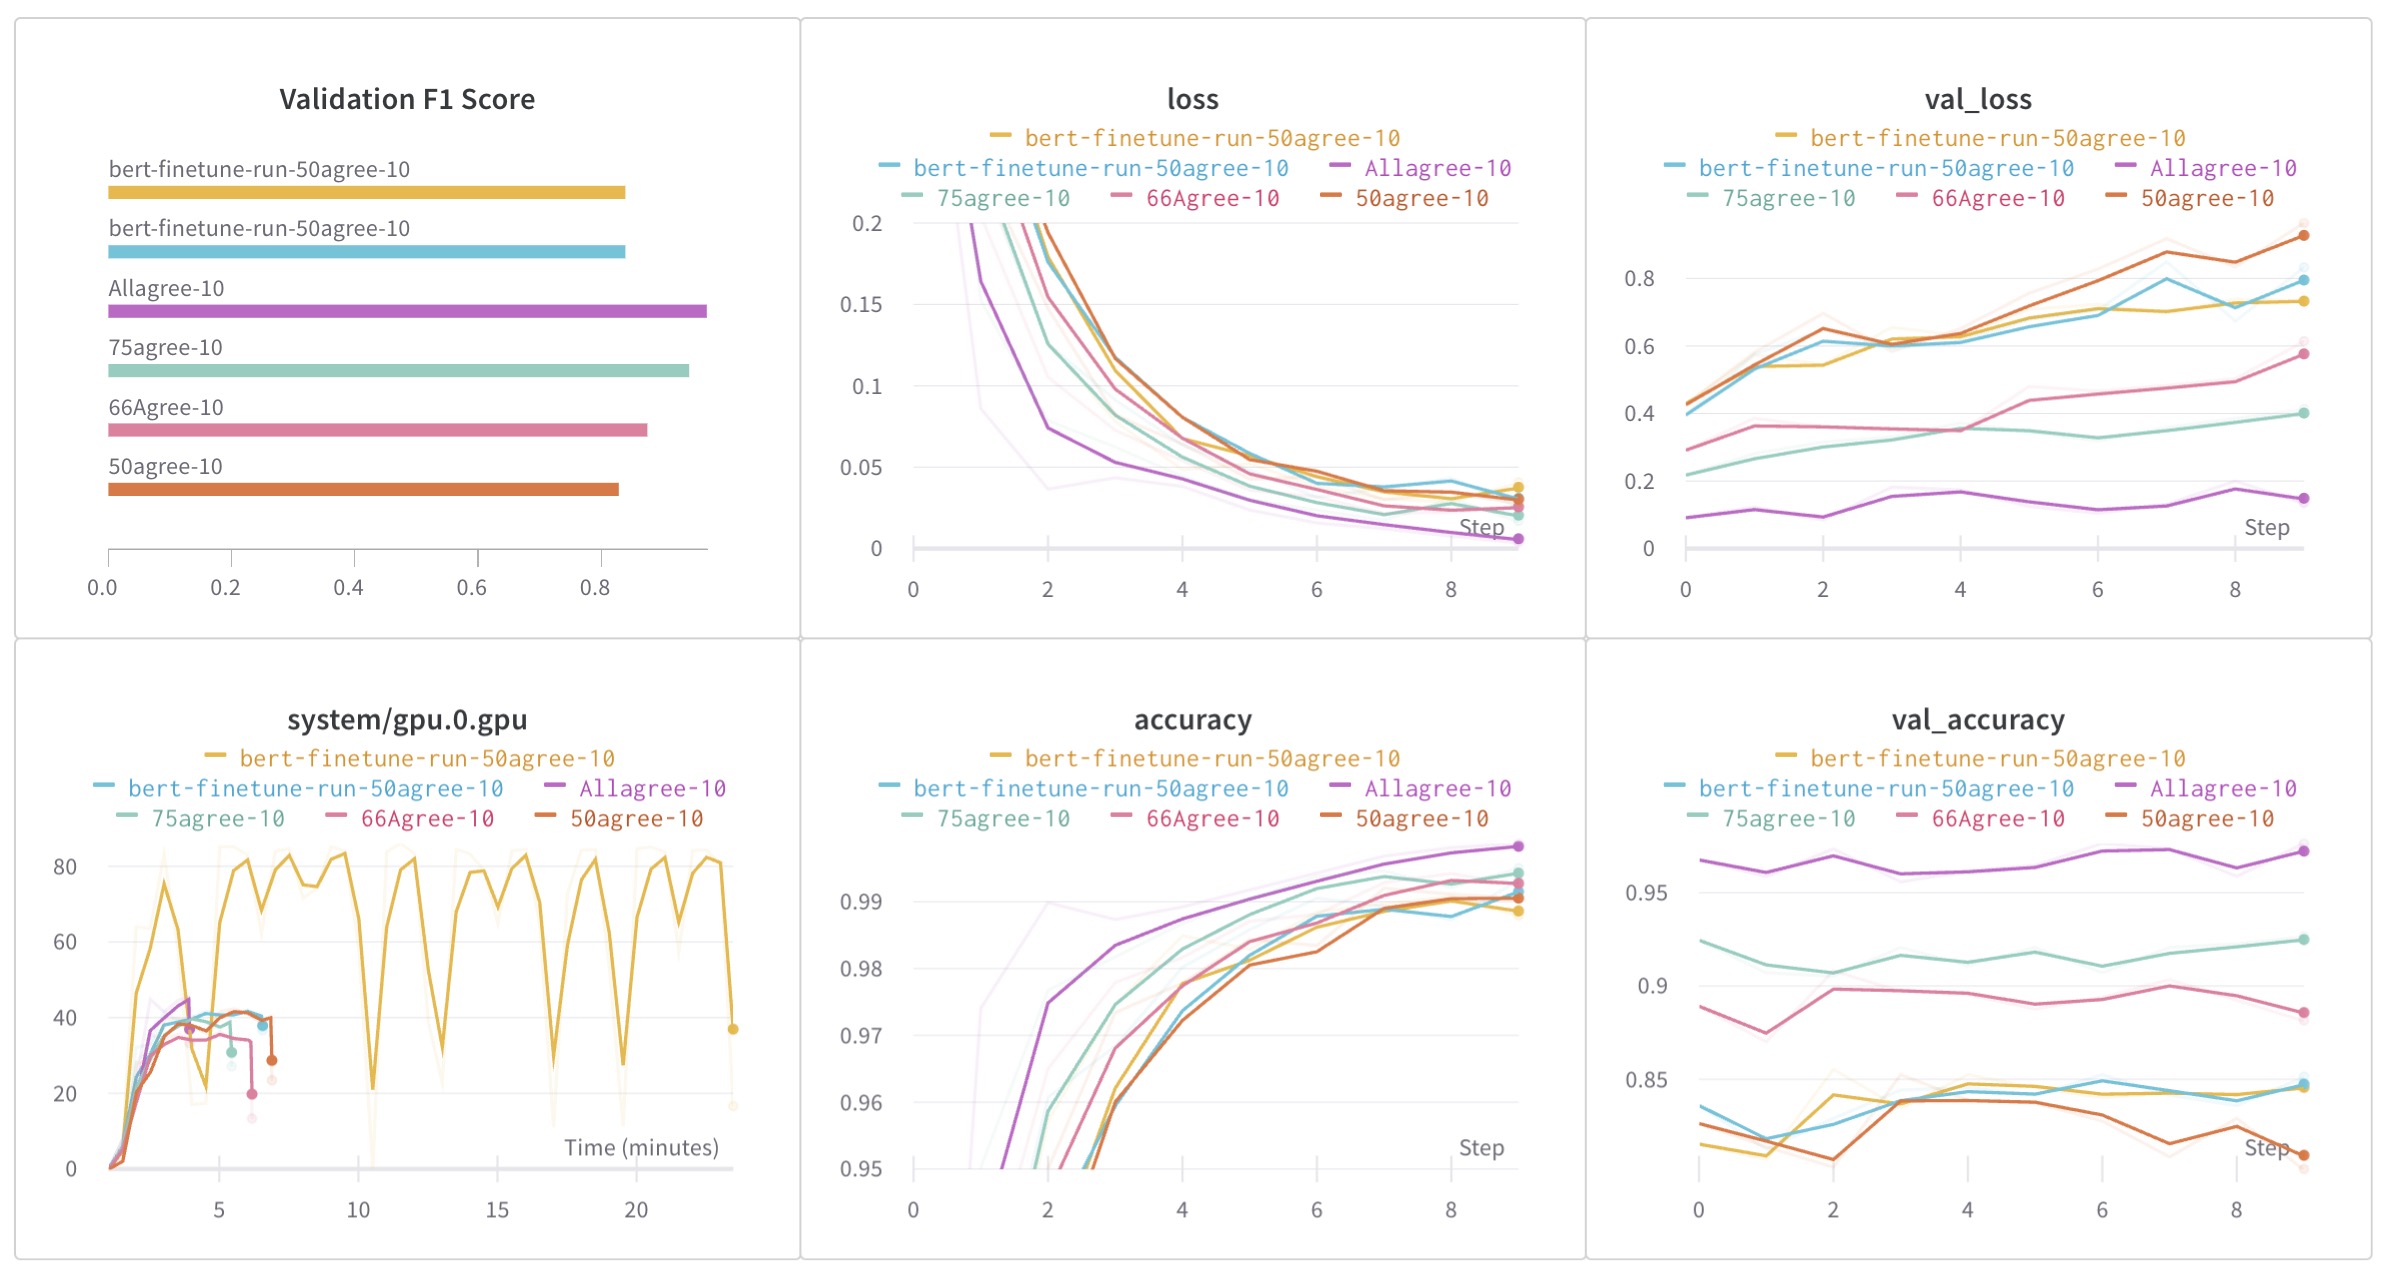 Validation F1 Score
bert-finetune-run-50agree-10
bert-finetune-run-50agree-10
Allagree-10
75agree-10
66Agree-10
50agree-10
0.0 0.2 0.4 0.6 0.8
loss
bert-finetune-run-50agree-10
bert-finetune-run-50agree-10 Allagree-10
75agree-10 66Agree-10 50agree-10
0.2
0.15
0.1
0.05
0
Step
0 2 4 6 8
val_loss
bert-finetune-run-50agree-10
bert-finetune-run-50agree-10 Allagree-10
75agree-10 66Agree-10 50agree-10
0.8
0.6
0.4
0.2
0
Step
0 2 4 6 8
system/gpu.0.gpu
bert-finetune-run-50agree-10
bert-finetune-run-50agree-10 Allagree-10
75agree-10 66Agree-10 50agree-10
80
60
40
20
0
Time (minutes)
5 10 15 20
accuracy
bert-finetune-run-50agree-10
bert-finetune-run-50agree-10 Allagree-10
75agree-10 66Agree-10 50agree-10
0.99
0.98
0.97
0.96
0.95
Step
0 2 4 6 8
val_accuracy
bert-finetune-run-50agree-10
bert-finetune-run-50agree-10 Allagree-10
75agree-10 66Agree-10 50agree-10
0.95
0.9
0.85
Step
0 2 4 6 8